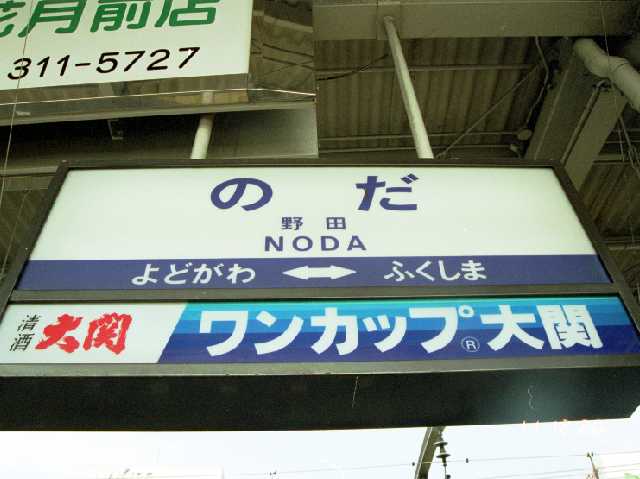 花月前店
311-5727
のだ
野田
NODA
よどがわ ⟷ ふくしま
清酒 大関 ワンカップ®大関